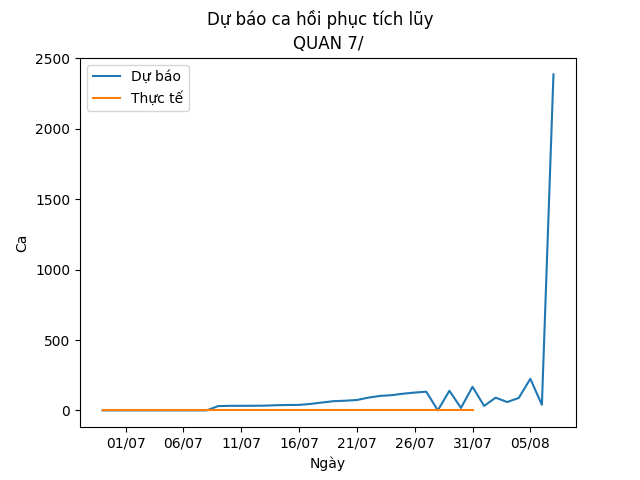 Dự báo ca hồi phục tích lũy
QUAN 7/
Dự báo
Thực tế
Ca
2500
2000
1500
1000
500
0
01/07 06/07 11/07 16/07 21/07 26/07 31/07 05/08
Ngày